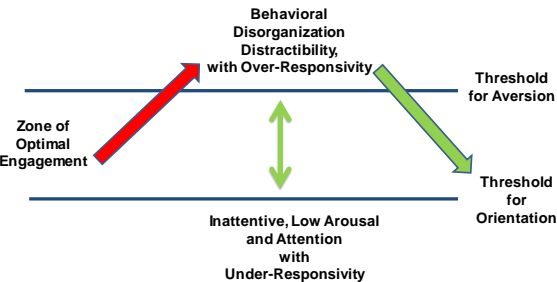 Behavioral
Disorganization
Distractibility,
with Over-Responsivity
Threshold
for Aversion
Zone of
Optimal
Engagement
Threshold
for
Orientation
Inattentive, Low Arousal
and Attention
with
Under-Responsivity